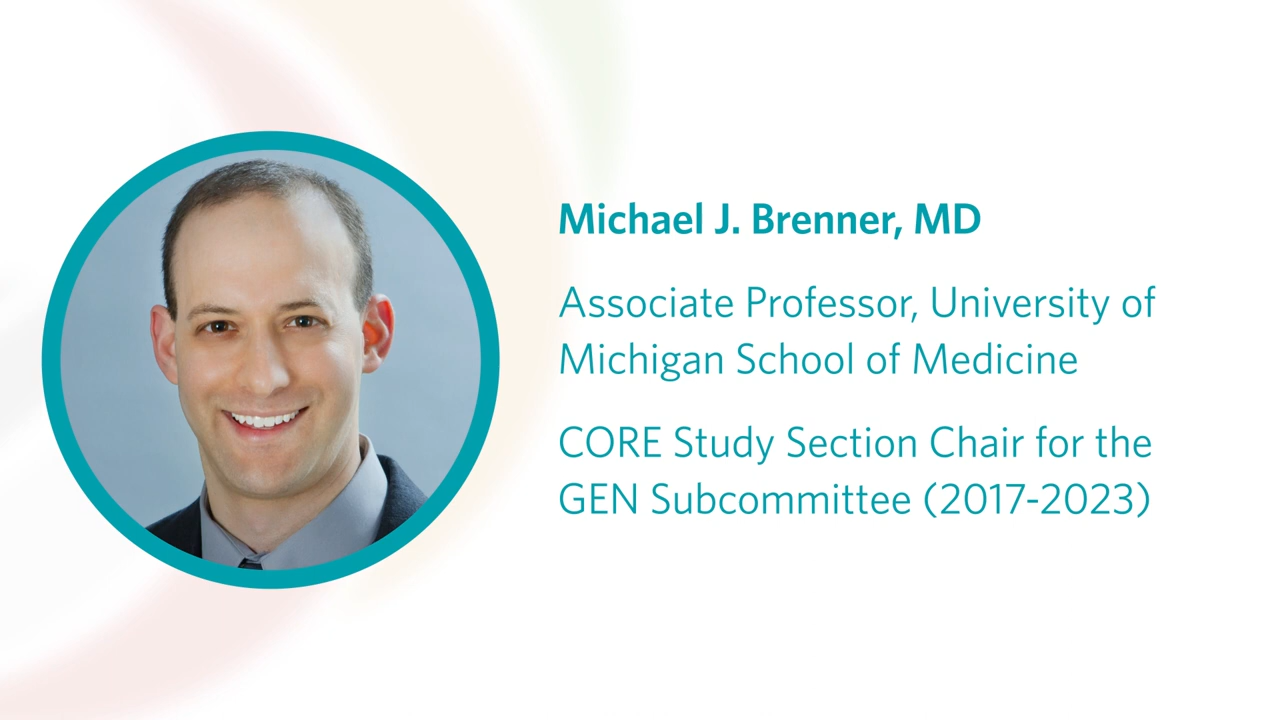 Michael J. Brenner, MD
Associate Professor, University of
Michigan School of Medicine
CORE Study Section Chair for the
GEN Subcommittee (2017-2023)